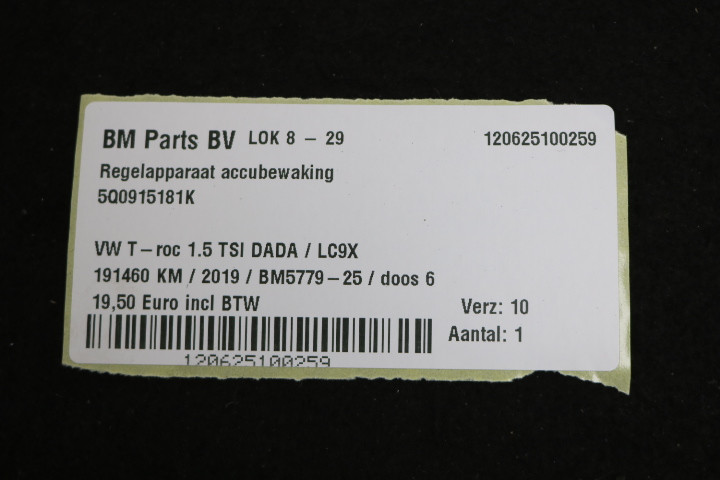 BM Parts BV LOK 8 - 29 120625100259
Regelapparaat accubewaking
5Q0915181K
VW T-roc 1.5 TSI DADA / LC9X
191460 KM / 2019 / BM5779-25 / doos 6
19,50 Euro incl BTW Verz: 10
Aantal: 1
120625100259